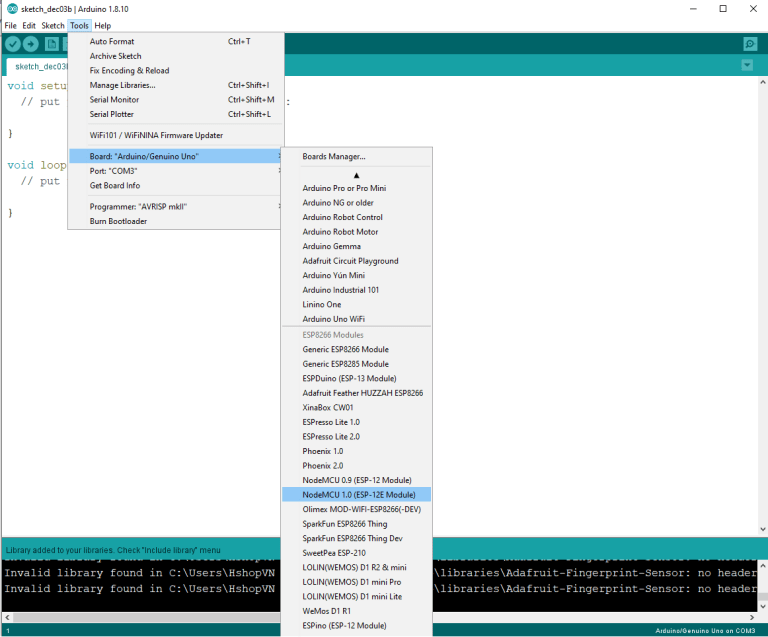 sketch_dec03b | Arduino 1.8.10
File Edit Sketch Tools Help
sketch_dec03
void setu
// put
:
}
void loop
// put
}
Auto Format Ctrl+T
Archive Sketch
Fix Encoding & Reload
Manage Libraries... Ctrl+Shift+I
Serial Monitor Ctrl+Shift+M
Serial Plotter Ctrl+Shift+L
WiFi101 / WiFiNINA Firmware Updater
Board: "Arduino/Genuino Uno"
Port: "COM3"
Get Board Info
Programmer: "AVRISP mkII"
Burn Bootloader
Boards Manager...
Arduino Pro or Pro Mini
Arduino NG or older
Arduino Robot Control
Arduino Robot Motor
Arduino Gemma
Adafruit Circuit Playground
Arduino Yún Mini
Arduino Industrial 101
Linino One
Arduino Uno WiFi
ESP8266 Modules
Generic ESP8266 Module
Generic ESP8285 Module
ESPDuino (ESP-13 Module)
Adafruit Feather HUZZAH ESP8266
XinaBox CW01
ESPresso Lite 1.0
ESPresso Lite 2.0
Phoenix 1.0
Phoenix 2.0
NodeMCU 0.9 (ESP-12 Module)
NodeMCU 1.0 (ESP-12E Module)
Olimex MOD-WIFI-ESP8266(-DEV)
SparkFun ESP8266 Thing
SparkFun ESP8266 Thing Dev
SweetPea ESP-210
LOLIN(WEMOS) D1 R2 & mini
LOLIN(WEMOS) D1 mini Pro
LOLIN(WEMOS) D1 mini Lite
WeMos D1 R1
ESPino (ESP-12 Module)
Library added to your libraries. Check "Include library" menu
Invalid library found in C:\Users\HshopVN \libraries\Adafruit-Fingerprint-Sensor: no header
Invalid library found in C:\Users\HshopVN \libraries\Adafruit-Fingerprint-Sensor: no header
1 Arduino/Genuino Uno on COM3